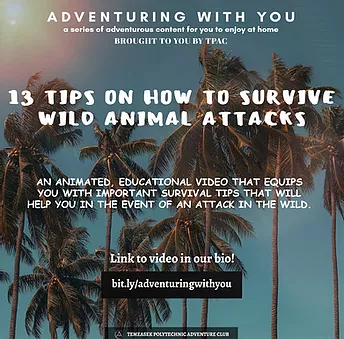 ADVENTURING WITH YOU
a series of adventurous content for you to enjoy at home
BROUGHT TO YOU BY TPAC
13 TIPS ON HOW TO SURVIVE
WILD ANIMAL ATTACKS
AN ANIMATED, EDUCATIONAL VIDEO THAT EQUIPS
YOU WITH IMPORTANT SURVIVAL TIPS THAT WILL
HELP YOU IN THE EVENT OF AN ATTACK IN THE WILD.
Link to video in our bio!
bit.ly/adventuringwithyou
TEMASEK POLYTECHNIC ADVENTURE CLUB